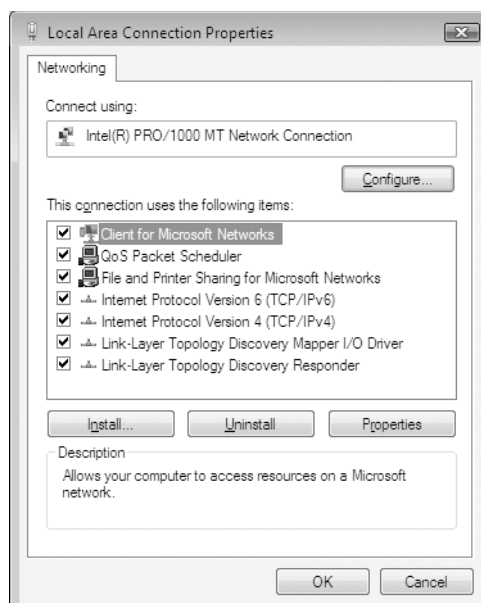 Local Area Connection Properties
Networking
Connect using:
Intel(R) PRO/1000 MT Network Connection
Configure...
This connection uses the following items:
Client for Microsoft Networks
QoS Packet Scheduler
File and Printer Sharing for Microsoft Networks
Internet Protocol Version 6 (TCP/IPv6)
Internet Protocol Version 4 (TCP/IPv4)
Link-Layer Topology Discovery Mapper I/O Driver
Link-Layer Topology Discovery Responder
Install... Uninstall Properties
Description
Allows your computer to access resources on a Microsoft
network.
OK Cancel